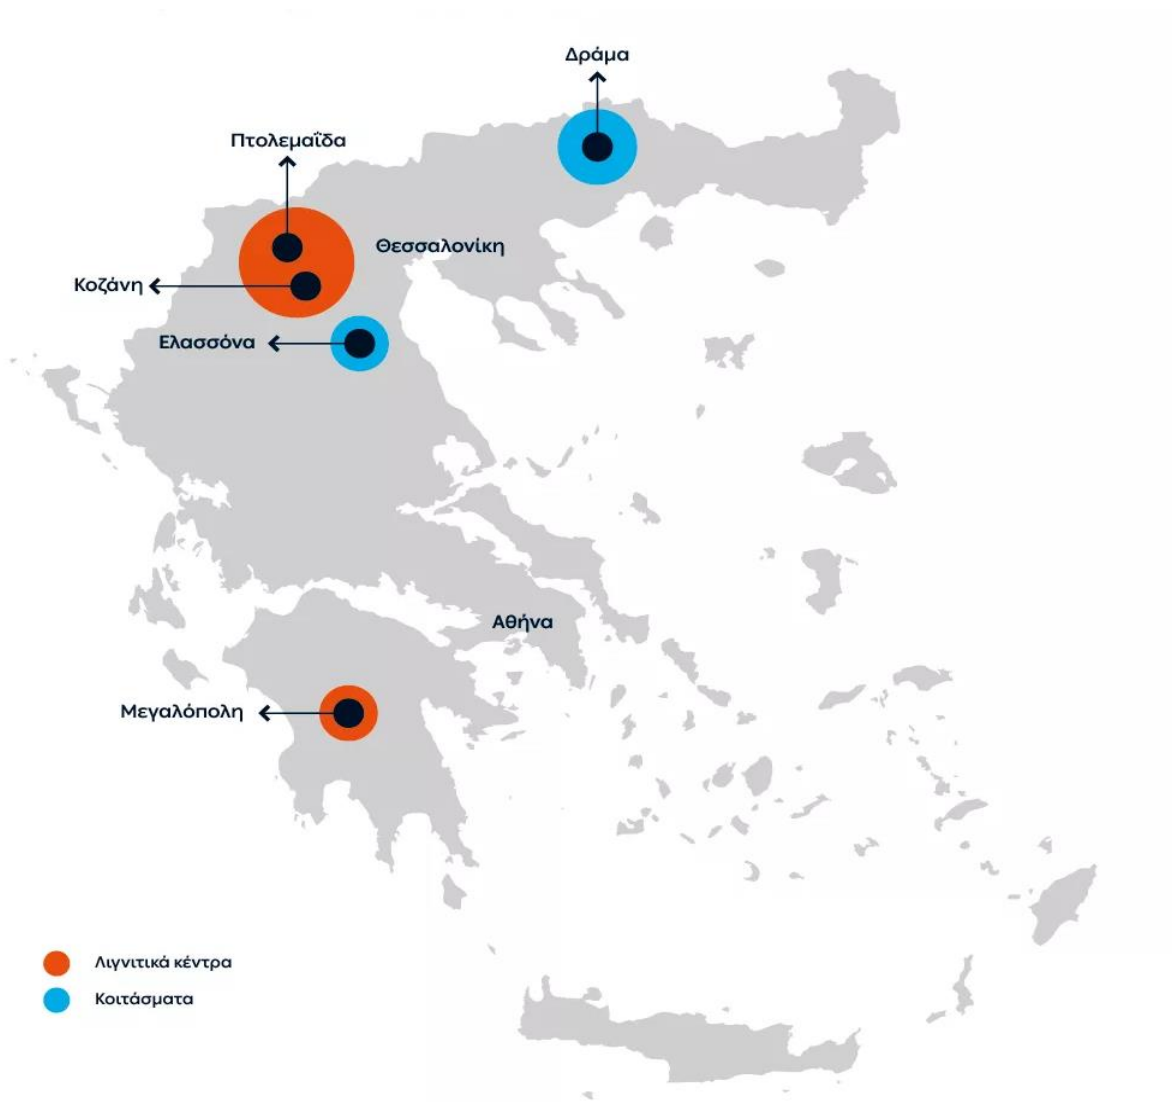 Δράμα
Πτολεμαΐδα
Θεσσαλονίκη
Κοζάνη
Ελασσόνα
Αθήνα
Μεγαλόπολη
Λιγνιτικά κέντρα
Κοιτάσματα